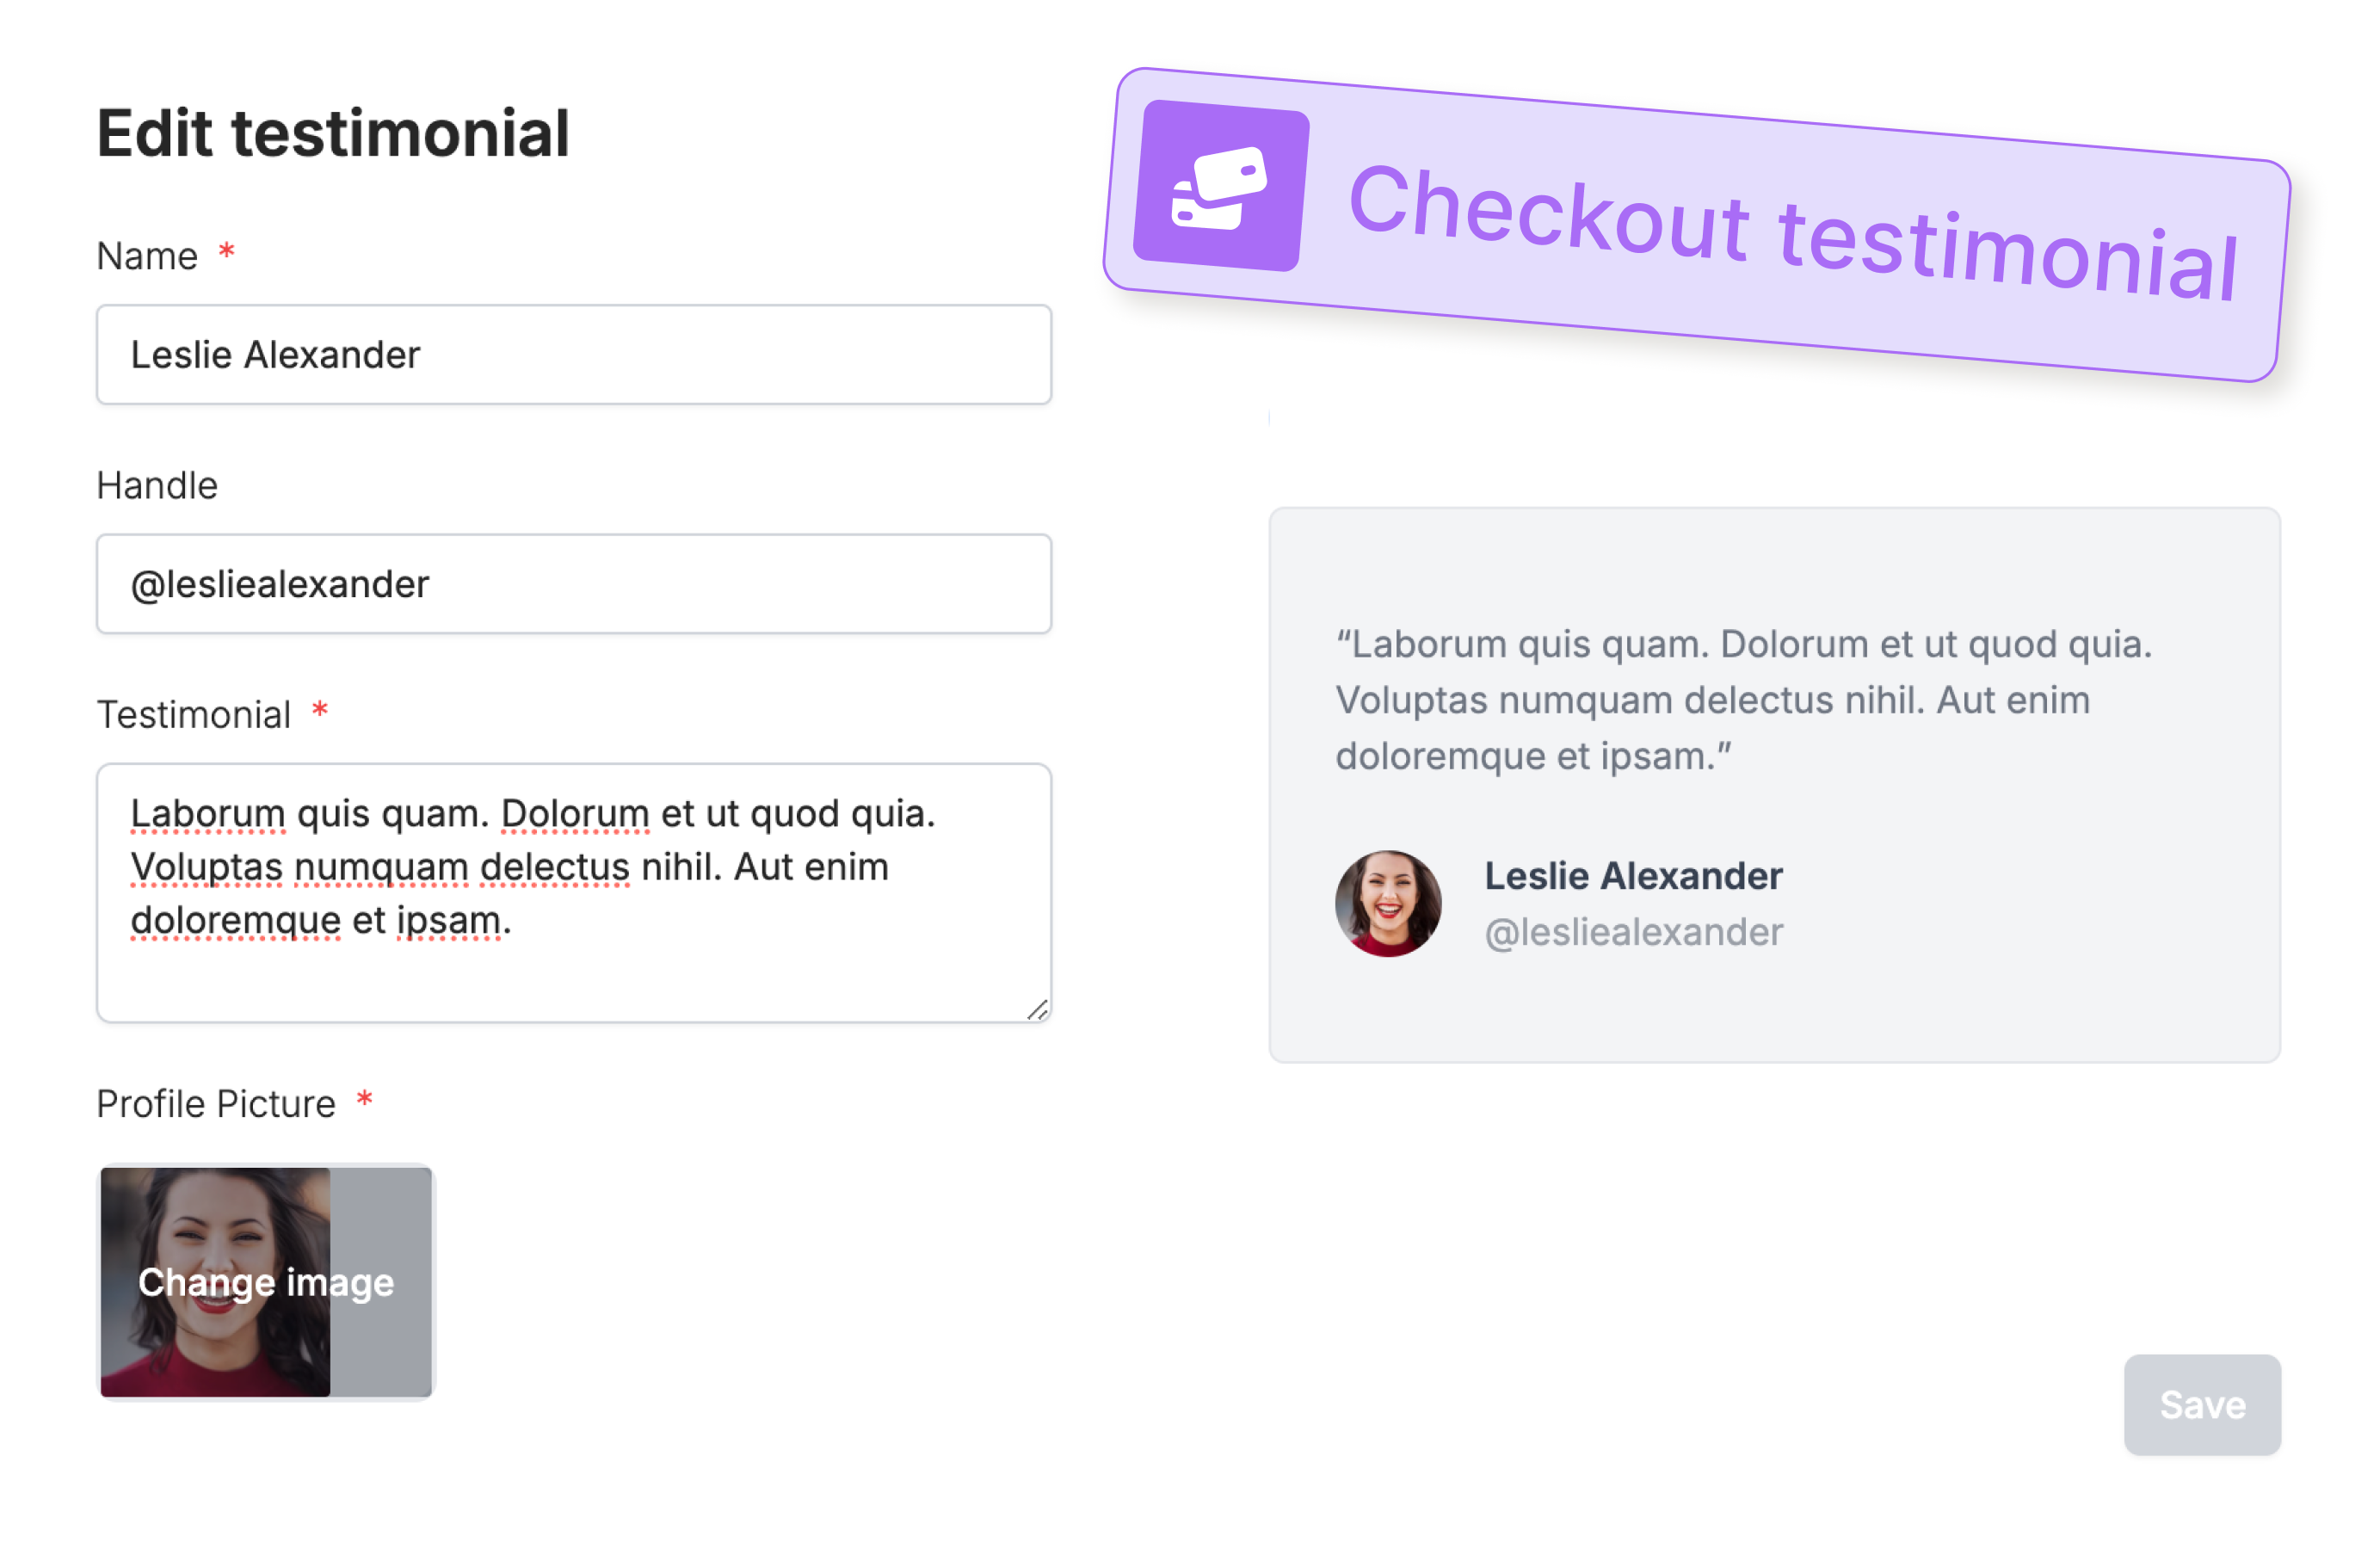 Edit testimonial
Checkout testimonial
Name *
Leslie Alexander
Handle
@lesliealexander
Testimonial *
Laborum quis quam. Dolorum et ut quod quia.
Voluptas numquam delectus nihil. Aut enim
doloremque et ipsam.
Profile Picture *
Change image
“Laborum quis quam. Dolorum et ut quod quia.
Voluptas numquam delectus nihil. Aut enim
doloremque et ipsam.”
Leslie Alexander
@lesliealexander
Save